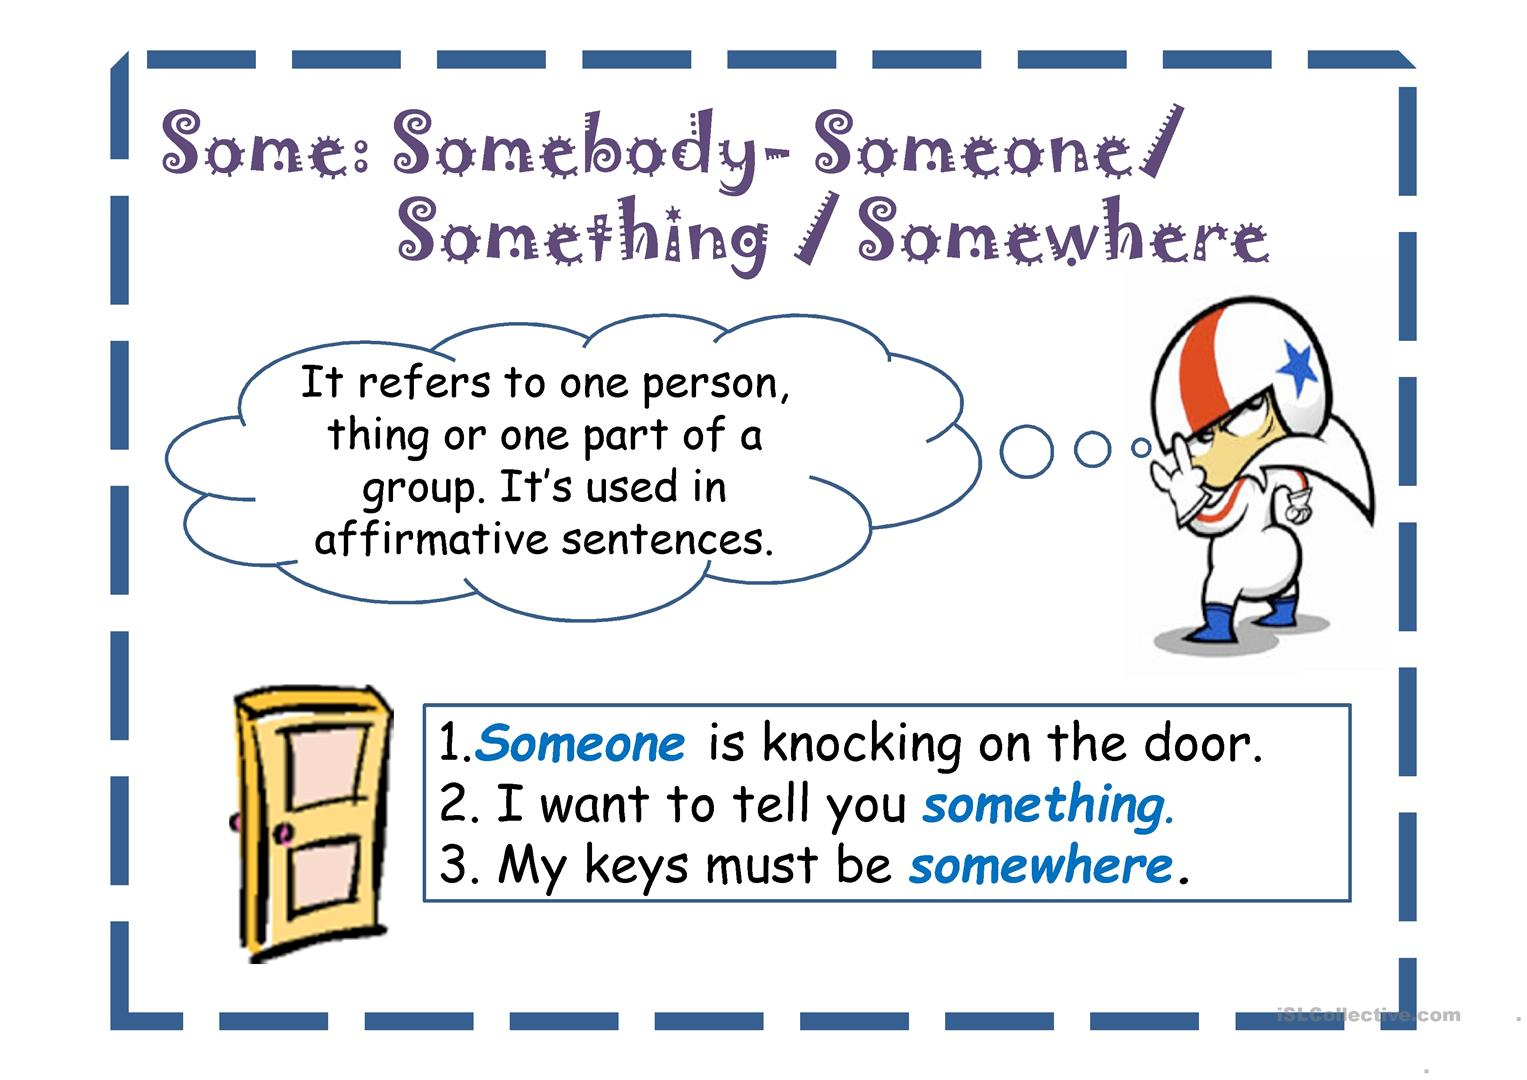 Some: Somebody- Someone/
Something / Somewhere
It refers to one person,
thing or one part of a
group. It’s used in
affirmative sentences.
1.Someone is knocking on the door.
2. I want to tell you something.
3. My keys must be somewhere.
iSLCollective.com